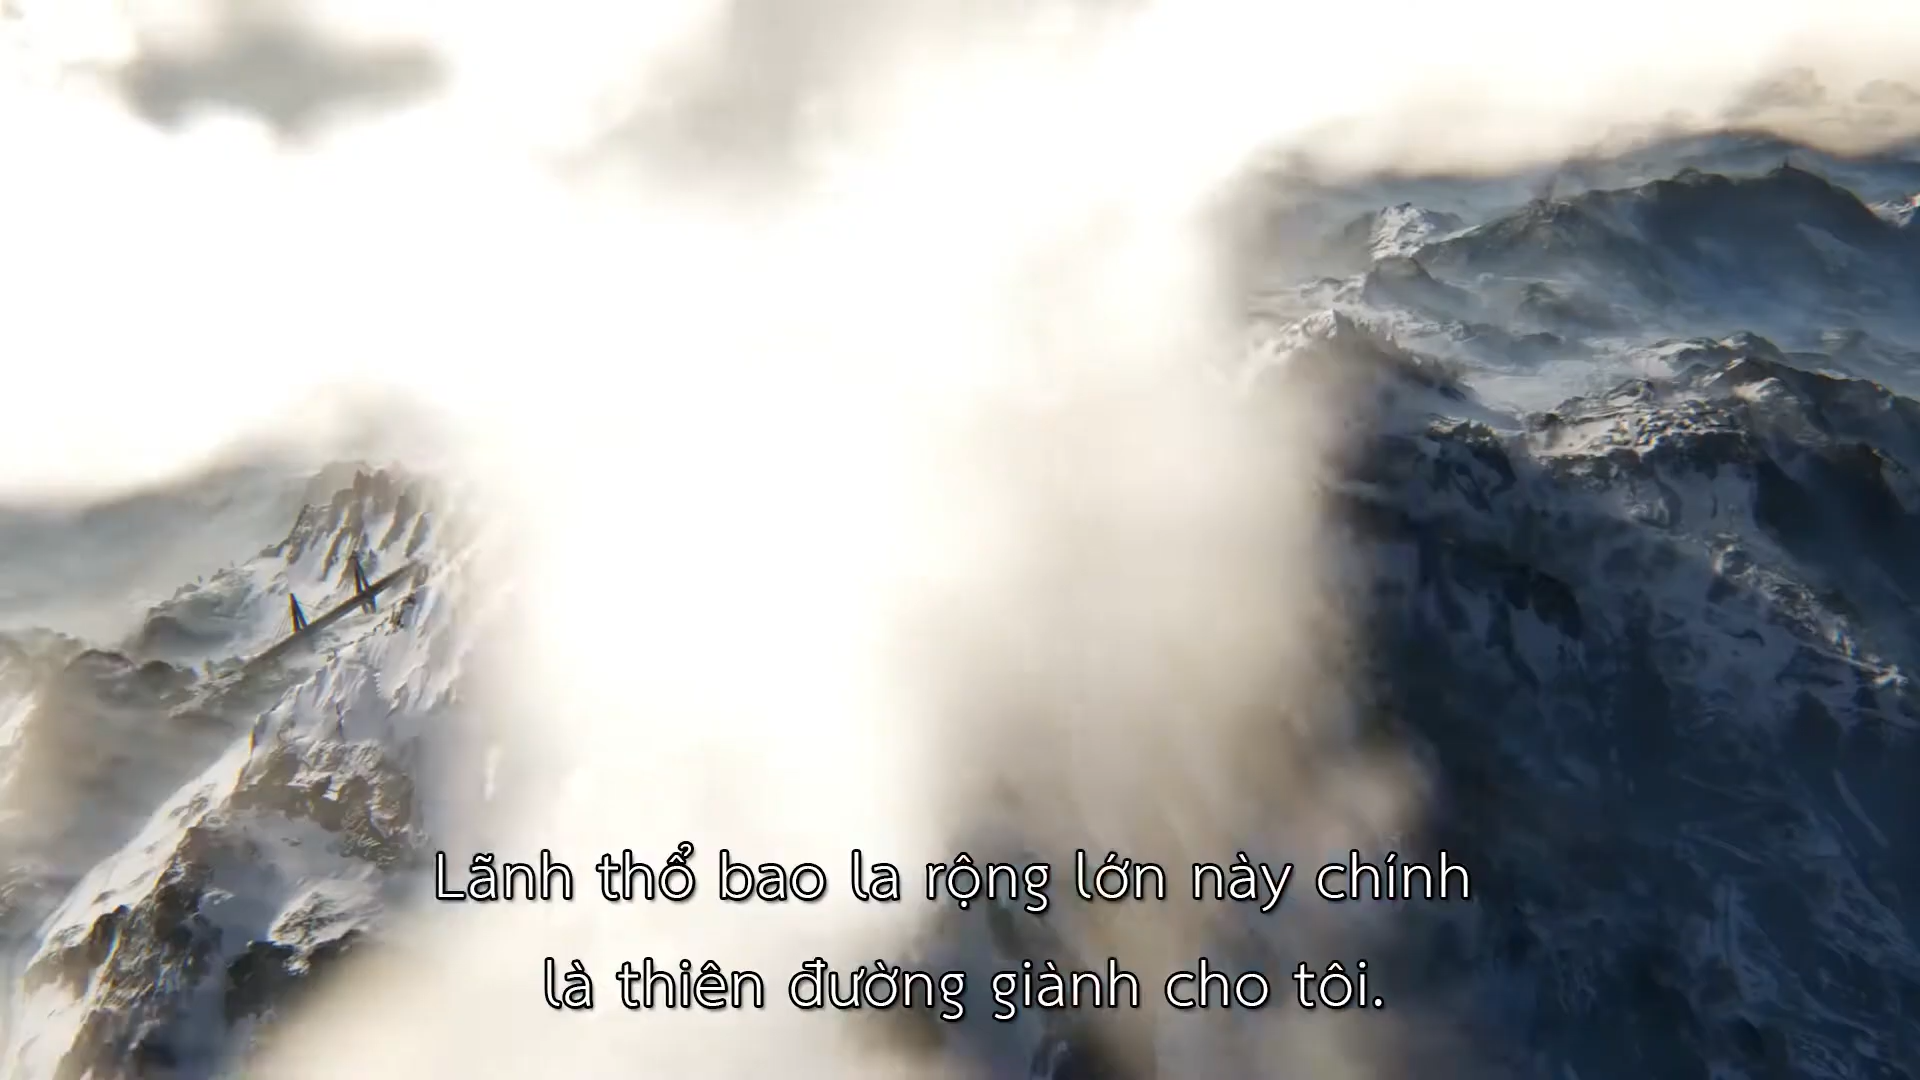 Lãnh thổ bao la rộng lớn này chính
là thiên đường giành cho tôi.